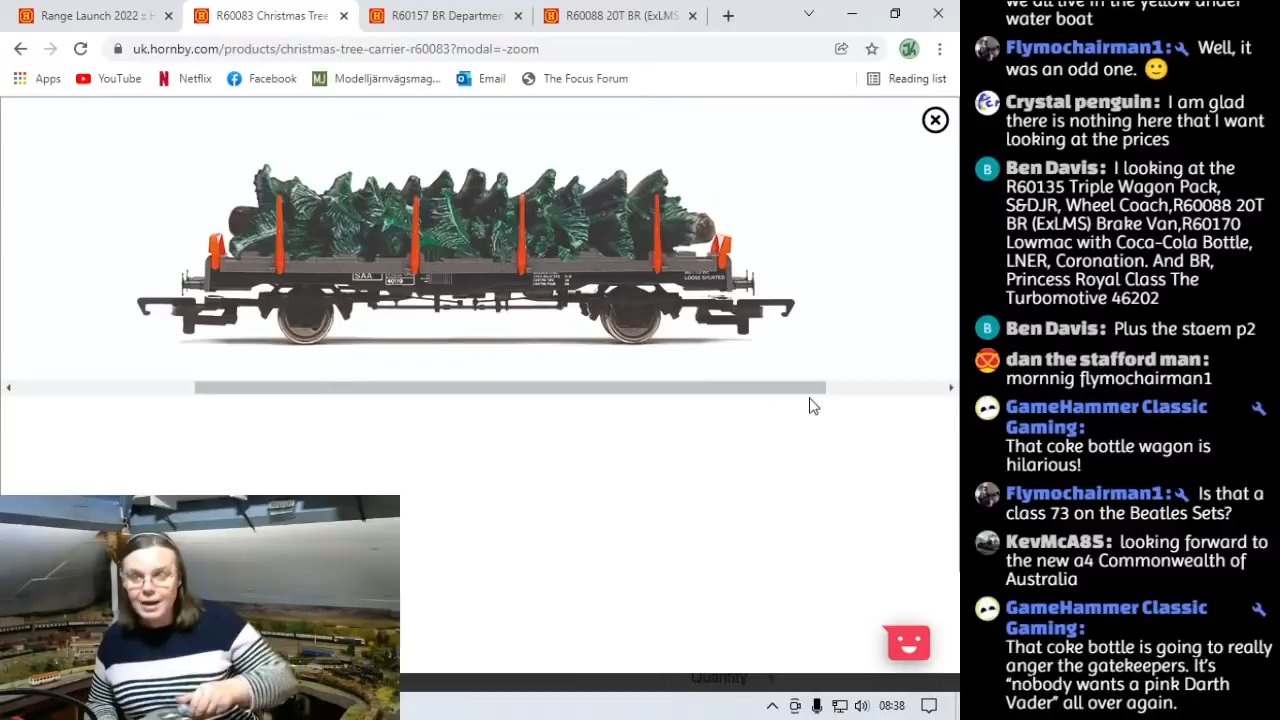 Range Launch 2022 :: H
R60083 Christmas Tree
R60157 BR Departmen
R60088 20T BR (ExLMS)
uk.hornby.com/products/christmas-tree-carrier-r60083?modal=-zoom
Apps
YouTube
Netflix
Facebook
Modelljärnvägsmag...
Email
The Focus Forum
Reading list
SAA
LOOSE SHUNTED
Quantity
08:38
we all live in the yellow under
water boat
Flymochairman1: Well, it
was an odd one. 🙂
Crystal penguin: I am glad
there is nothing here that I want
looking at the prices
Ben Davis: I looking at the
R60135 Triple Wagon Pack,
S&DJR, Wheel Coach,R60088 20T
BR (ExLMS) Brake Van,R60170
Lowmac with Coca-Cola Bottle,
LNER, Coronation. And BR,
Princess Royal Class The
Turbomotive 46202
Ben Davis: Plus the staem p2
dan the stafford man:
mornnig flymochairman1
GameHammer Classic
Gaming:
That coke bottle wagon is
hilarious!
Flymochairman1: Is that a
class 73 on the Beatles Sets?
KevMcA85: looking forward to
the new a4 Commonwealth of
Australia
GameHammer Classic
Gaming:
That coke bottle is going to really
anger the gatekeepers. It's
"nobody wants a pink Darth
Vader" all over again.